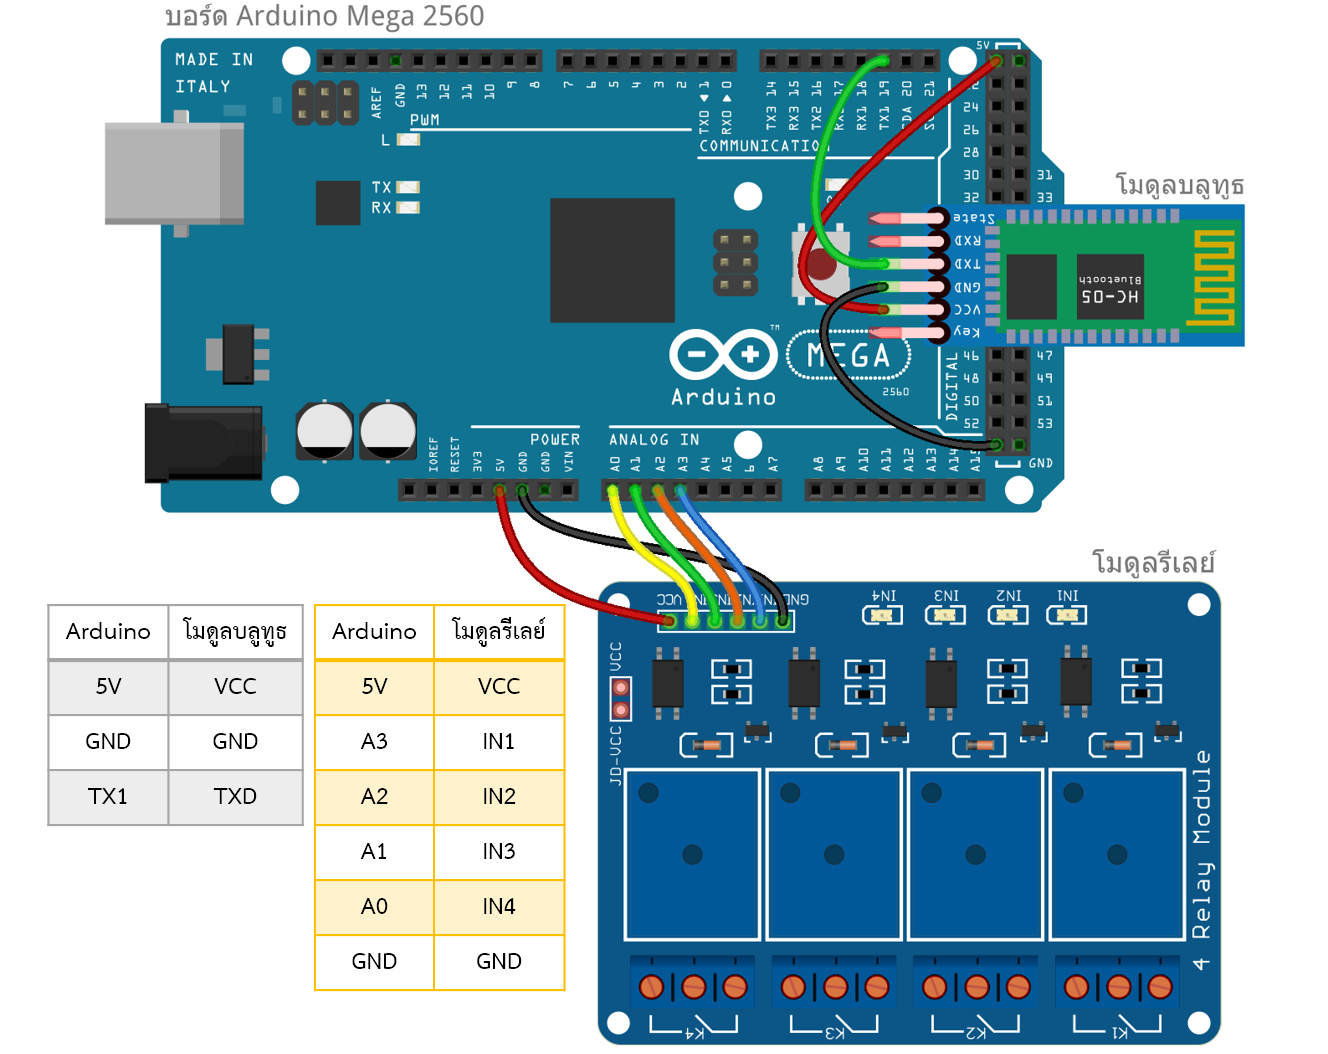 บอร์ด Arduino Mega 2560
MADE IN
ITALY
AREF
GND
13
12
11
10
9
8
7
6
5
4
3
2
TX0 ◀ 1
RX0 ▶ 0
TX3 14
RX3 15
TX2 16
RX2 17
RX1 18
TX1 19
SDA 20
21
5V
PWM
COMMUNICATION
L
TX
RX
24
26
28
30
31
32
33
โมดูลบลูทูธ
State
RXD
TXD
GND
VCC
Key
HC-05
Bluetooth
™
MEGA
2560
Arduino
46
47
48
49
50
51
52
53
DIGITAL
GND
POWER
ANALOG IN
IOREF
RESET
3V3
5V
GND
GND
VIN
A0
A1
A2
A3
A4
A5
6
A7
A8
A9
A10
A11
A12
A13
A14
A15
โมดูลรีเลย์
VCC
GND
IN4
IN3
IN2
IN1
VCC
JD-VCC
4 Relay Module
K4
K3
K2
K1
Arduino โมดูลบลูทูธ
5V VCC
GND GND
TX1 TXD
Arduino โมดูลรีเลย์
5V VCC
A3 IN1
A2 IN2
A1 IN3
A0 IN4
GND GND